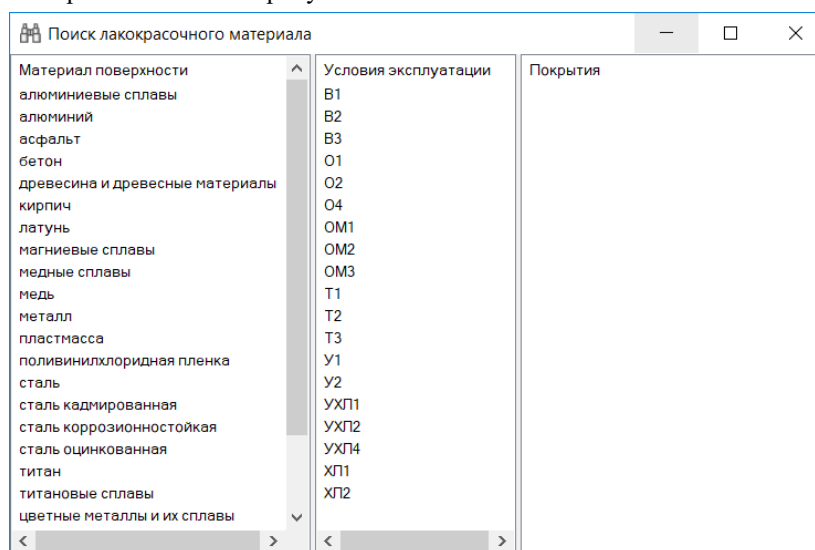 Поиск лакокрасочного материала
Материал поверхности
алюминиевые сплавы
алюминий
асфальт
бетон
древесина и древесные материалы
кирпич
латунь
магниевые сплавы
медные сплавы
медь
металл
пластмасса
поливинилхлоридная пленка
сталь
сталь кадмированная
сталь коррозионностойкая
сталь оцинкованная
титан
титановые сплавы
цветные металлы и их сплавы
Условия эксплуатации
В1
В2
В3
О1
О2
О4
ОМ1
ОМ2
ОМ3
Т1
Т2
Т3
У1
У2
УХЛ1
УХЛ2
УХЛ4
ХЛ1
ХЛ2
Покрытия